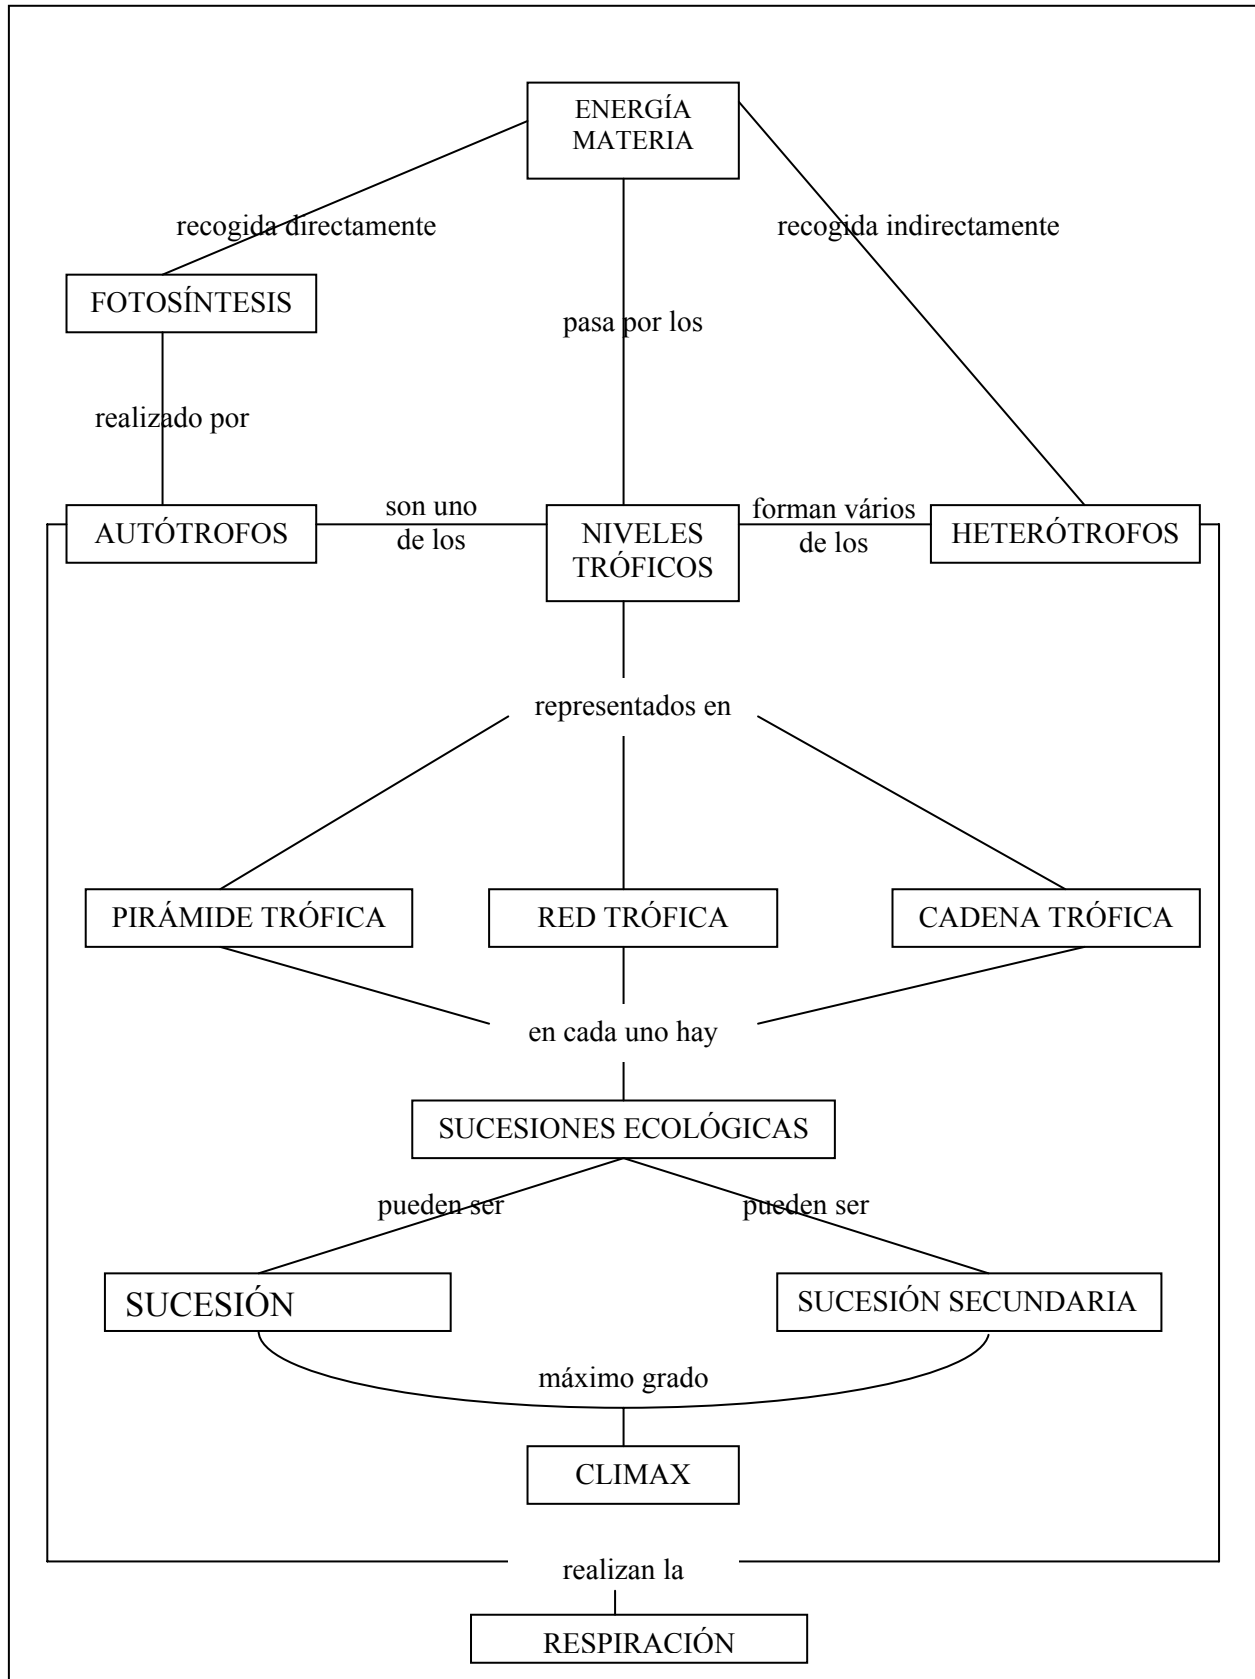 ENERGÍA
MATERIA
recogida directamente
recogida indirectamente
FOTOSÍNTESIS
pasa por los
realizado por
AUTÓTROFOS
son uno
de los
NIVELES
TRÓFICOS
forman vários
de los
HETERÓTROFOS
representados en
PIRÁMIDE TRÓFICA
RED TRÓFICA
CADENA TRÓFICA
en cada uno hay
SUCESIONES ECOLÓGICAS
pueden ser
pueden ser
SUCESIÓN
SUCESIÓN SECUNDARIA
máximo grado
CLIMAX
realizan la
RESPIRACIÓN